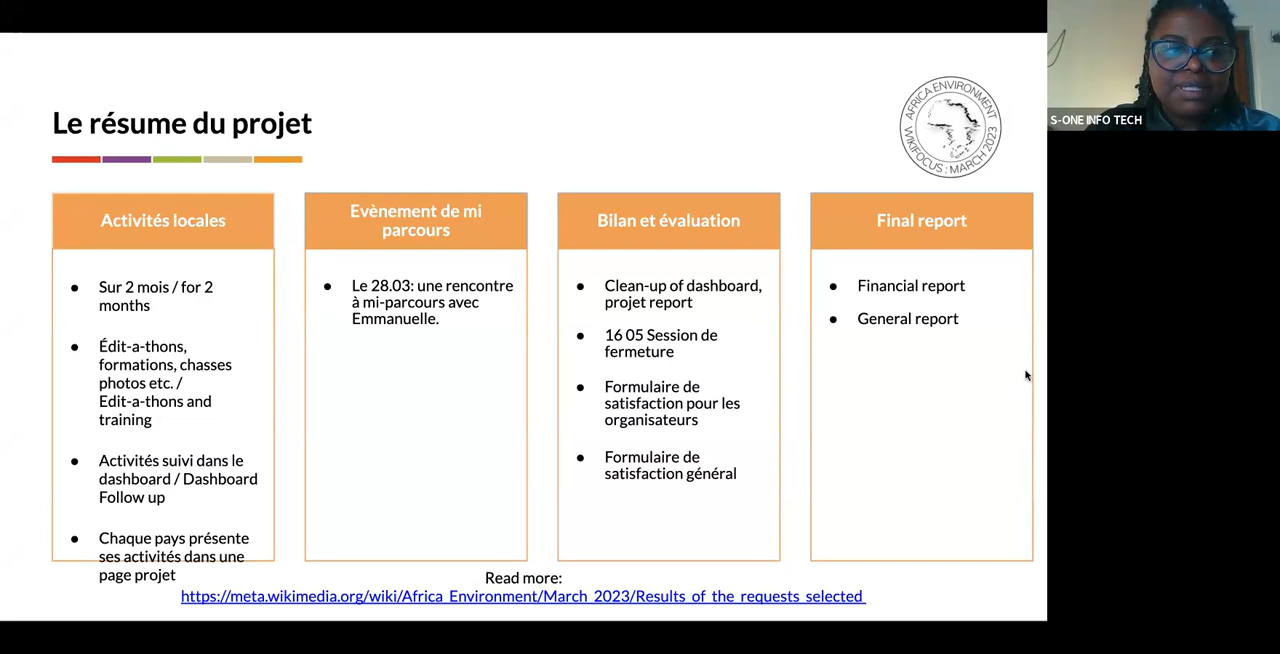 Le résume du projet
AFRICA ENVIRONMENT
WIKIFOCUS : MARCH 2023
S-ONE INFO TECH
Activités locales
● Sur 2 mois / for 2
months
● Édit-a-thons,
formations, chasses
photos etc. /
Edit-a-thons and
training
● Activités suivi dans le
dashboard / Dashboard
Follow up
● Chaque pays présente
ses activités dans une
page projet
Evènement de mi
parcours
● Le 28.03: une rencontre
à mi-parcours avec
Emmanuelle.
Bilan et évaluation
● Clean-up of dashboard,
projet report
● 16 05 Session de
fermeture
● Formulaire de
satisfaction pour les
organisateurs
● Formulaire de
satisfaction général
Final report
● Financial report
● General report
Read more:
https://meta.wikimedia.org/wiki/Africa_Environment/March_2023/Results_of_the_requests_selected